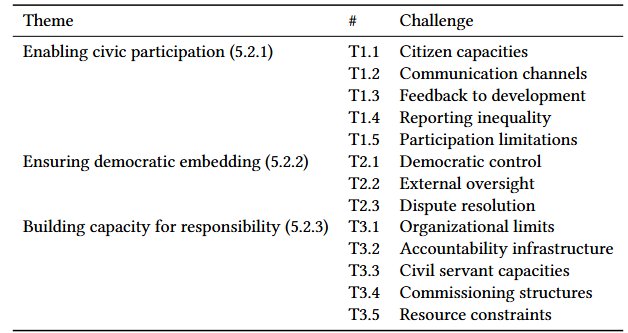 Theme # Challenge
Enabling civic participation (5.2.1) T1.1 Citizen capacities
T1.2 Communication channels
T1.3 Feedback to development
T1.4 Reporting inequality
T1.5 Participation limitations
Ensuring democratic embedding (5.2.2) T2.1 Democratic control
T2.2 External oversight
T2.3 Dispute resolution
Building capacity for responsibility (5.2.3) T3.1 Organizational limits
T3.2 Accountability infrastructure
T3.3 Civil servant capacities
T3.4 Commissioning structures
T3.5 Resource constraints